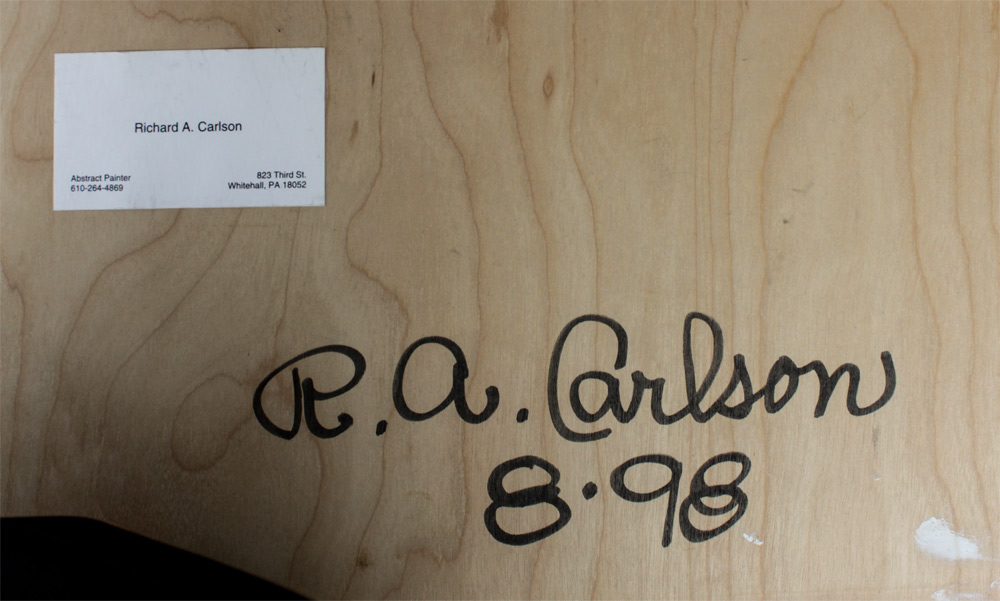 Richard A. Carlson
Abstract Painter
610-264-4869
823 Third St.
Whitehall, PA 18052
R. A. Carlson
8·98